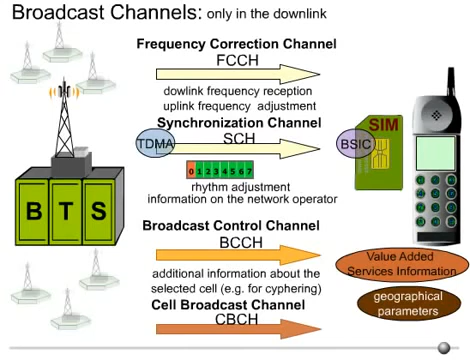 Broadcast Channels: only in the downlink
Frequency Correction Channel
FCCH
dowlink frequency reception
uplink frequency adjustment
Synchronization Channel
TDMA
SCH
BSIC
SIM
0 1 2 3 4 5 6 7
rhythm adjustment
information on the network operator
B T S
Broadcast Control Channel
BCCH
additional information about the
selected cell (e.g. for cyphering)
Value Added
Services Information
Cell Broadcast Channel
CBCH
geographical
parameters